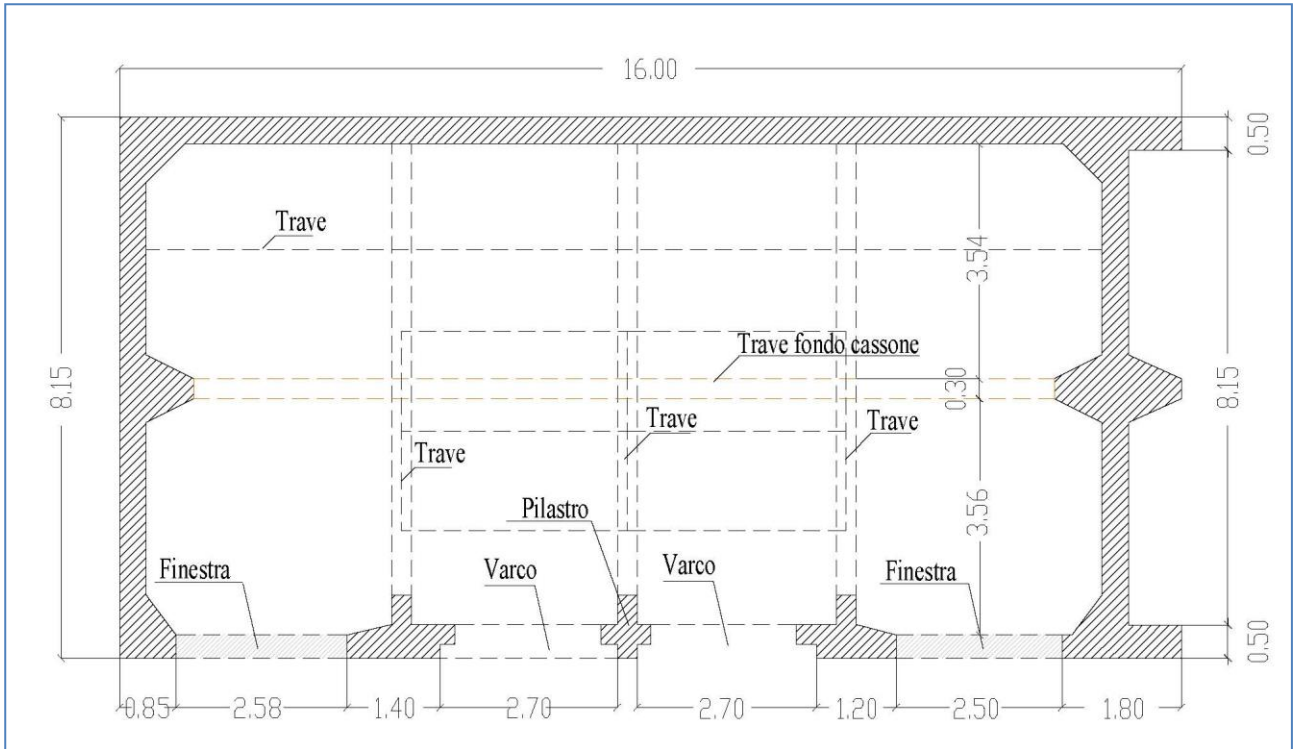 16.00
0.50
Trave
3.54
8.15
Trave fondo cassone
0.30
8.15
Trave
Trave
Trave
Pilastro
3.56
Finestra
Varco
Varco
Finestra
0.50
0.85
2.58
1.40
2.70
2.70
1.20
2.50
1.80